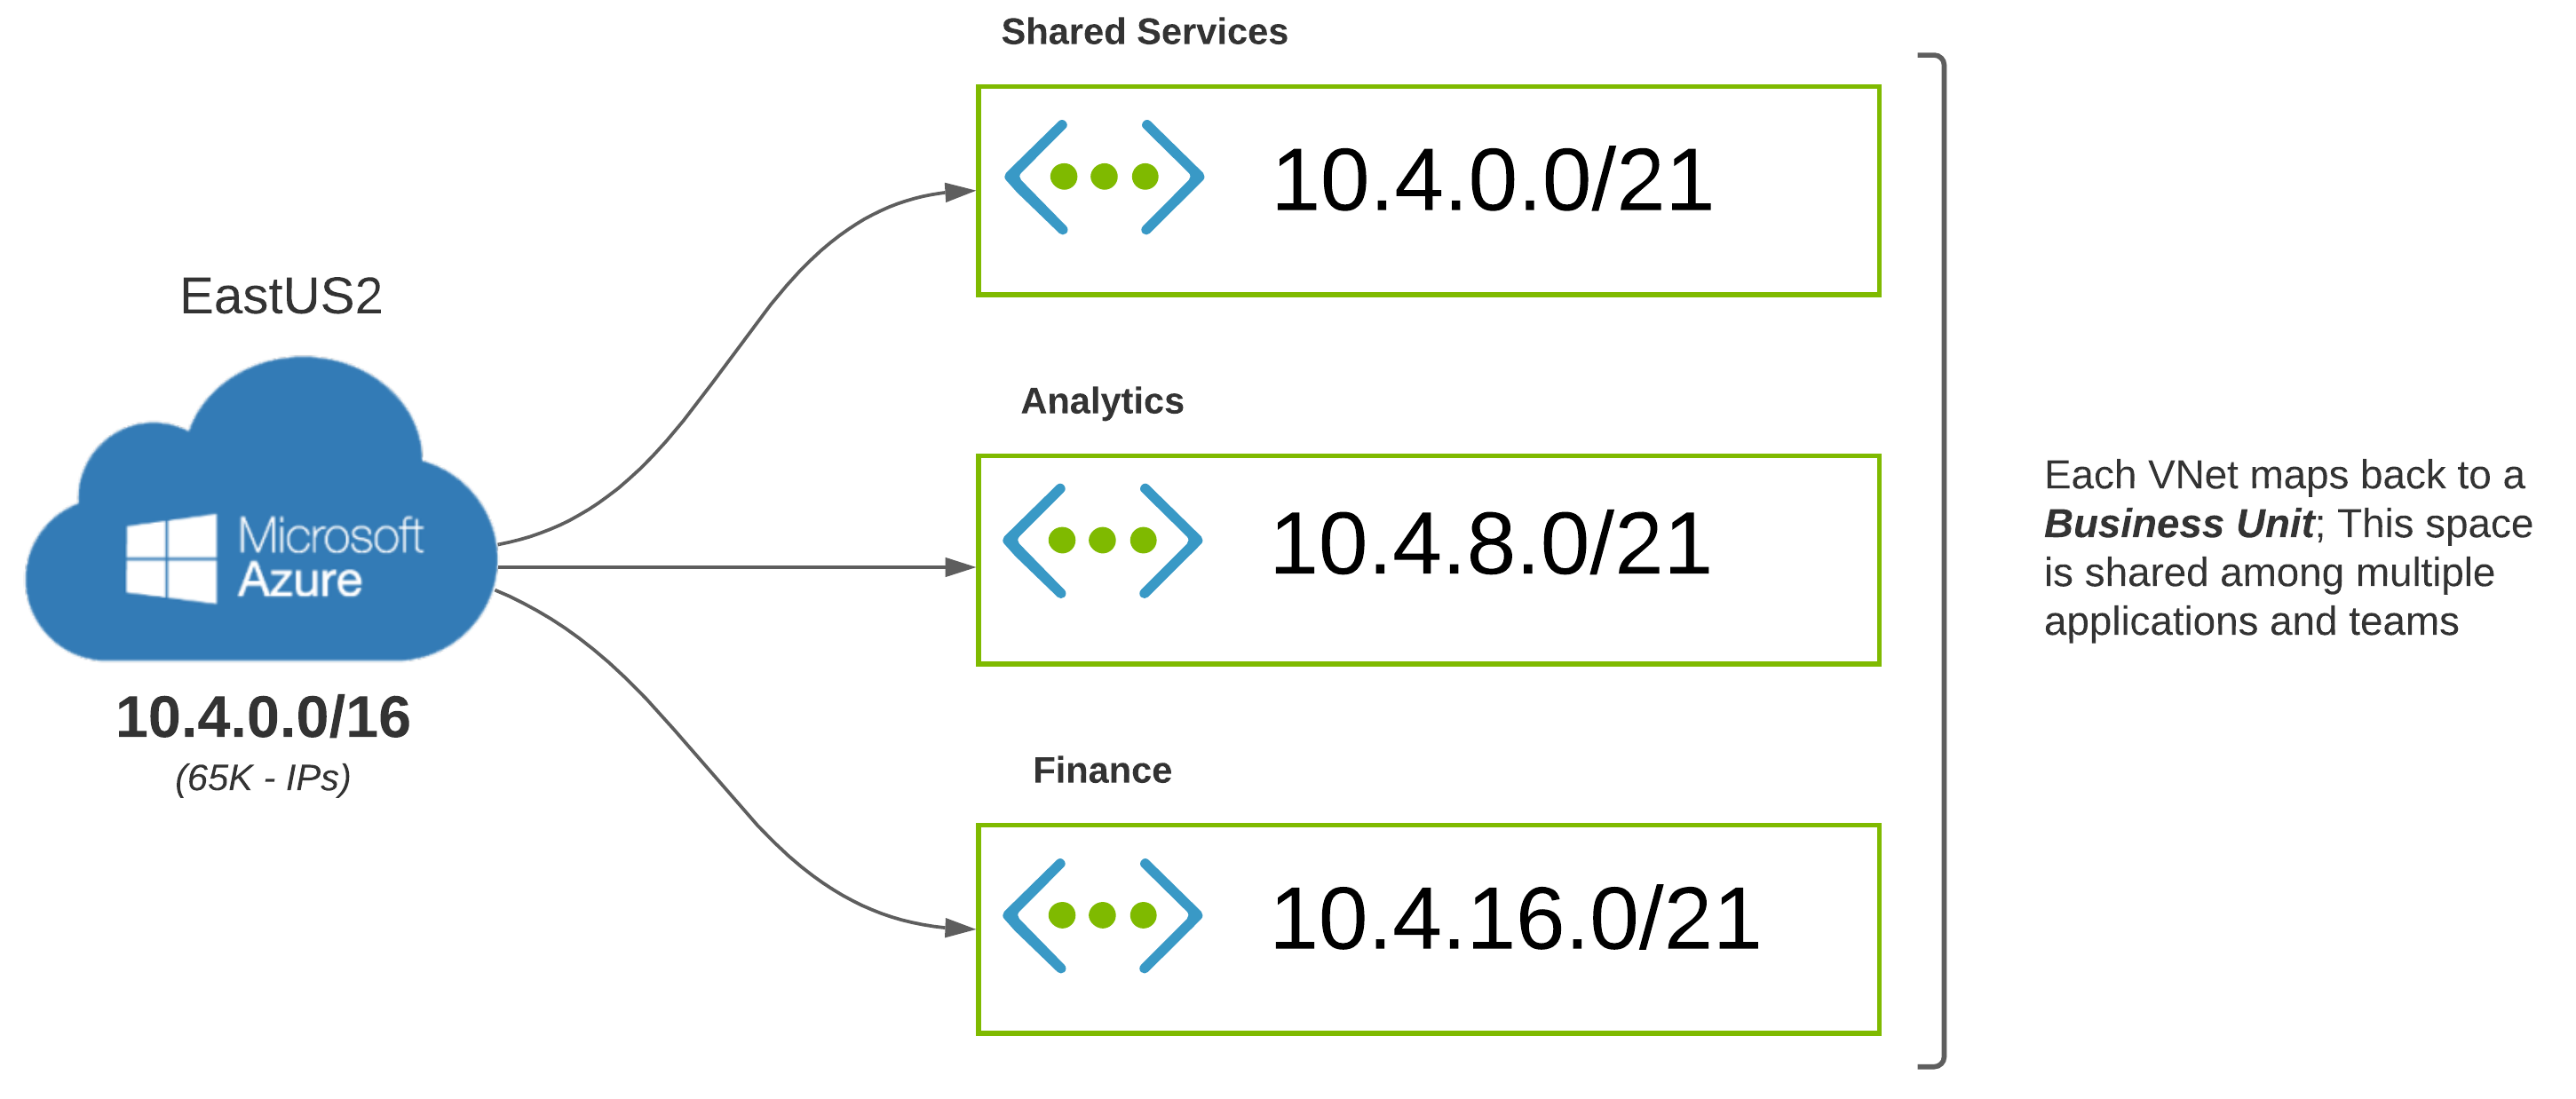 Shared Services
10.4.0.0/21
EastUS2
Microsoft
Azure
10.4.0.0/16
(65K - IPs)
Analytics
10.4.8.0/21
Finance
10.4.16.0/21
Each VNet maps back to a
Business Unit; This space
is shared among multiple
applications and teams